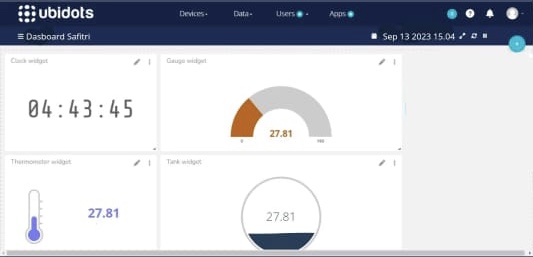 ubidots
Devices
Data
Users
Apps
Dasboard Safitri
Sep 13 2023 15.04
Clock widget
Gauge widget
04:43:45
27.81
0
100
Thermometer widget
Tank widget
27.81
27.81